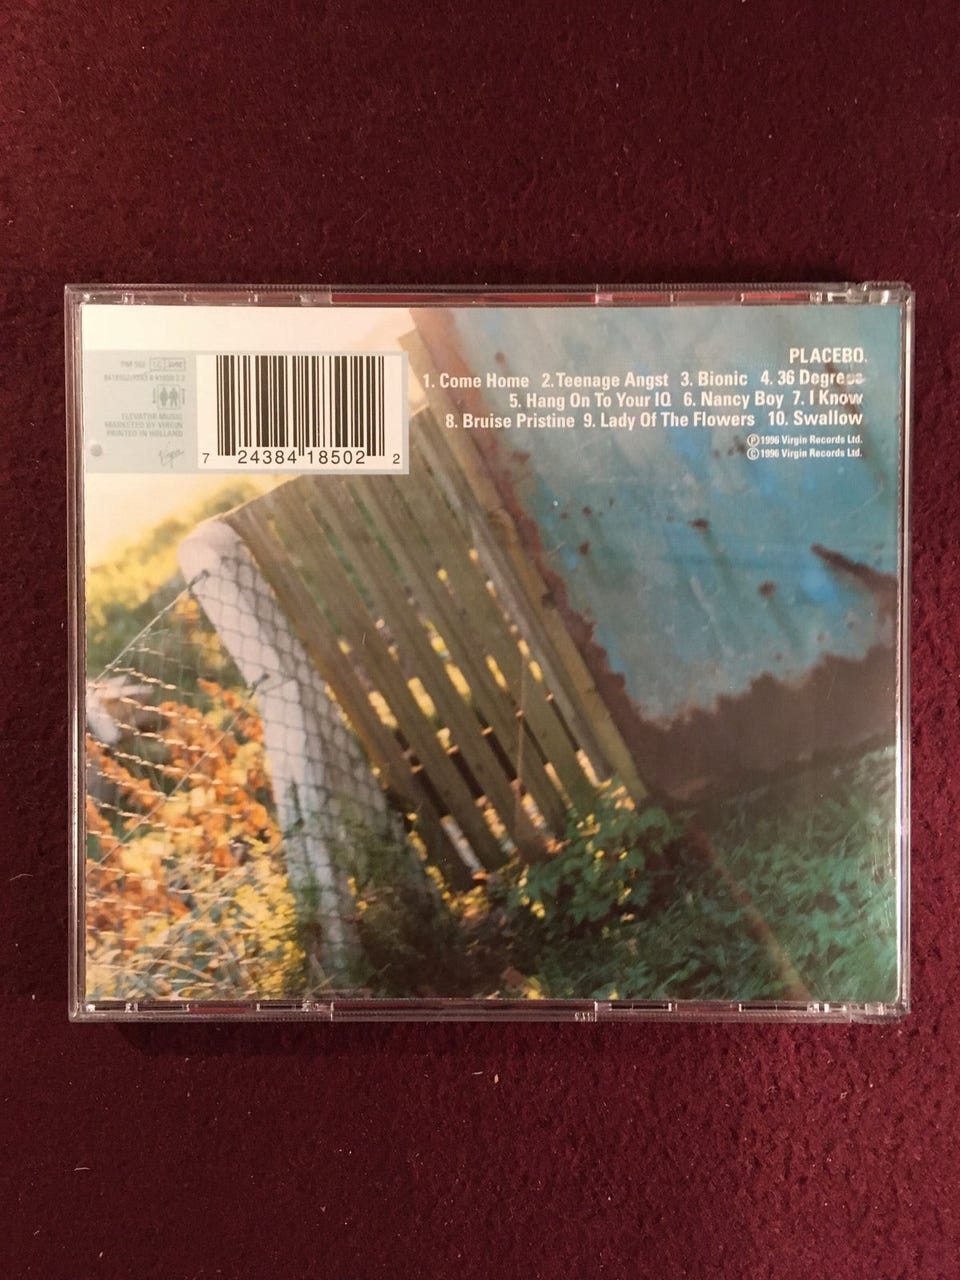 PLACEBO.
1. Come Home 2. Teenage Angst 3. Bionic 4. 36 Degrees
5. Hang On To Your IQ 6. Nancy Boy 7. I Know
8. Bruise Pristine 9. Lady Of The Flowers 10. Swallow
Ⓟ 1996 Virgin Records Ltd.
© 1996 Virgin Records Ltd.
ELEVATOR MUSIC
MARKETED BY VIRGIN
PRINTED IN HOLLAND
Virgin
7 24384 18502 2